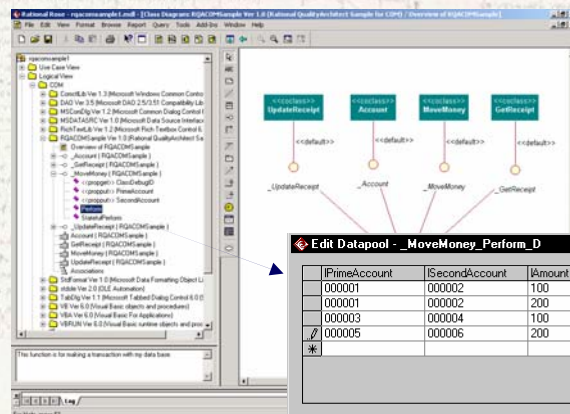 Rational Rose - rqacomsample1.mdl - [Class Diagram: RQACOMSample Ver 1.0 (Rational QualityArchitect Sample for COM) / Overview of RQACOMSample]
File Edit View Format Browse Report Query Tools Add-Ins Window Help
rqacomsample1
Use Case View
Logical View
COM
ComctlLib Ver 1.3 (Microsoft Windows Common Contro
DAO Ver 3.5 (Microsoft DAO 2.5/3.51 Compatibility Lib
MSComDlg Ver 1.2 (Microsoft Common Dialog Control
MSDATASRC Ver 1.0 (Microsoft Data Source Interfac
RichTextLib Ver 1.2 (Microsoft Rich Textbox Control 6.
RQACOMSample Ver 1.0 (Rational QualityArchitect Sa
Overview of RQACOMSample
_Account ( RQACOMSample )
_GetReceipt ( RQACOMSample )
_MoveMoney ( RQACOMSample )
<<propget>> ClassDebugID
<<propput>> PrimeAccount
<<propput>> SecondAccount
Perform
StatefulPerform
_UpdateReceipt ( RQACOMSample )
Account ( RQACOMSample )
GetReceipt ( RQACOMSample )
MoveMoney ( RQACOMSample )
UpdateReceipt ( RQACOMSample )
Associations
StdFormat Ver 1.0 (Microsoft Data Formatting Object Li
stdole Ver 2.0 (OLE Automation)
TabDlg Ver 1.1 (Microsoft Tabbed Dialog Control 6.0 (S
VB Ver 6.0 (Visual Basic objects and procedures)
VBA Ver 6.0 (Visual Basic For Applications)
VBRUN Ver 6.0 (Visual Basic runtime objects and proc
This function is for making a transaction with my data base.
Log
<<coclass>> <<coclass>> <<coclass>> <<coclass>>
UpdateReceipt Account MoveMoney GetReceipt
<<default>> <<default>> <<default>> <<default>>
_UpdateReceipt _Account _MoveMoney _GetReceipt
Edit Datapool - _MoveMoney_Perform_D
lPrimeAccount lSecondAccount lAmount
000001 000002 100
000001 000002 200
000003 000004 100
000005 000006 200